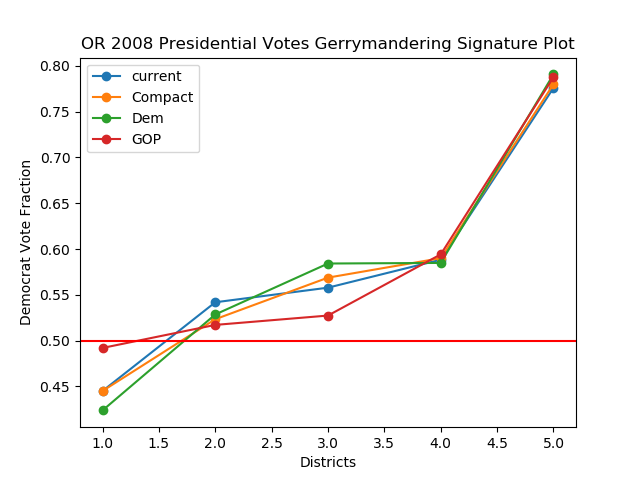 OR 2008 Presidential Votes Gerrymandering Signature Plot
current
Compact
Dem
GOP
0.80
0.75
0.70
0.65
0.60
0.55
0.50
0.45
Democrat Vote Fraction
1.0 1.5 2.0 2.5 3.0 3.5 4.0 4.5 5.0
Districts